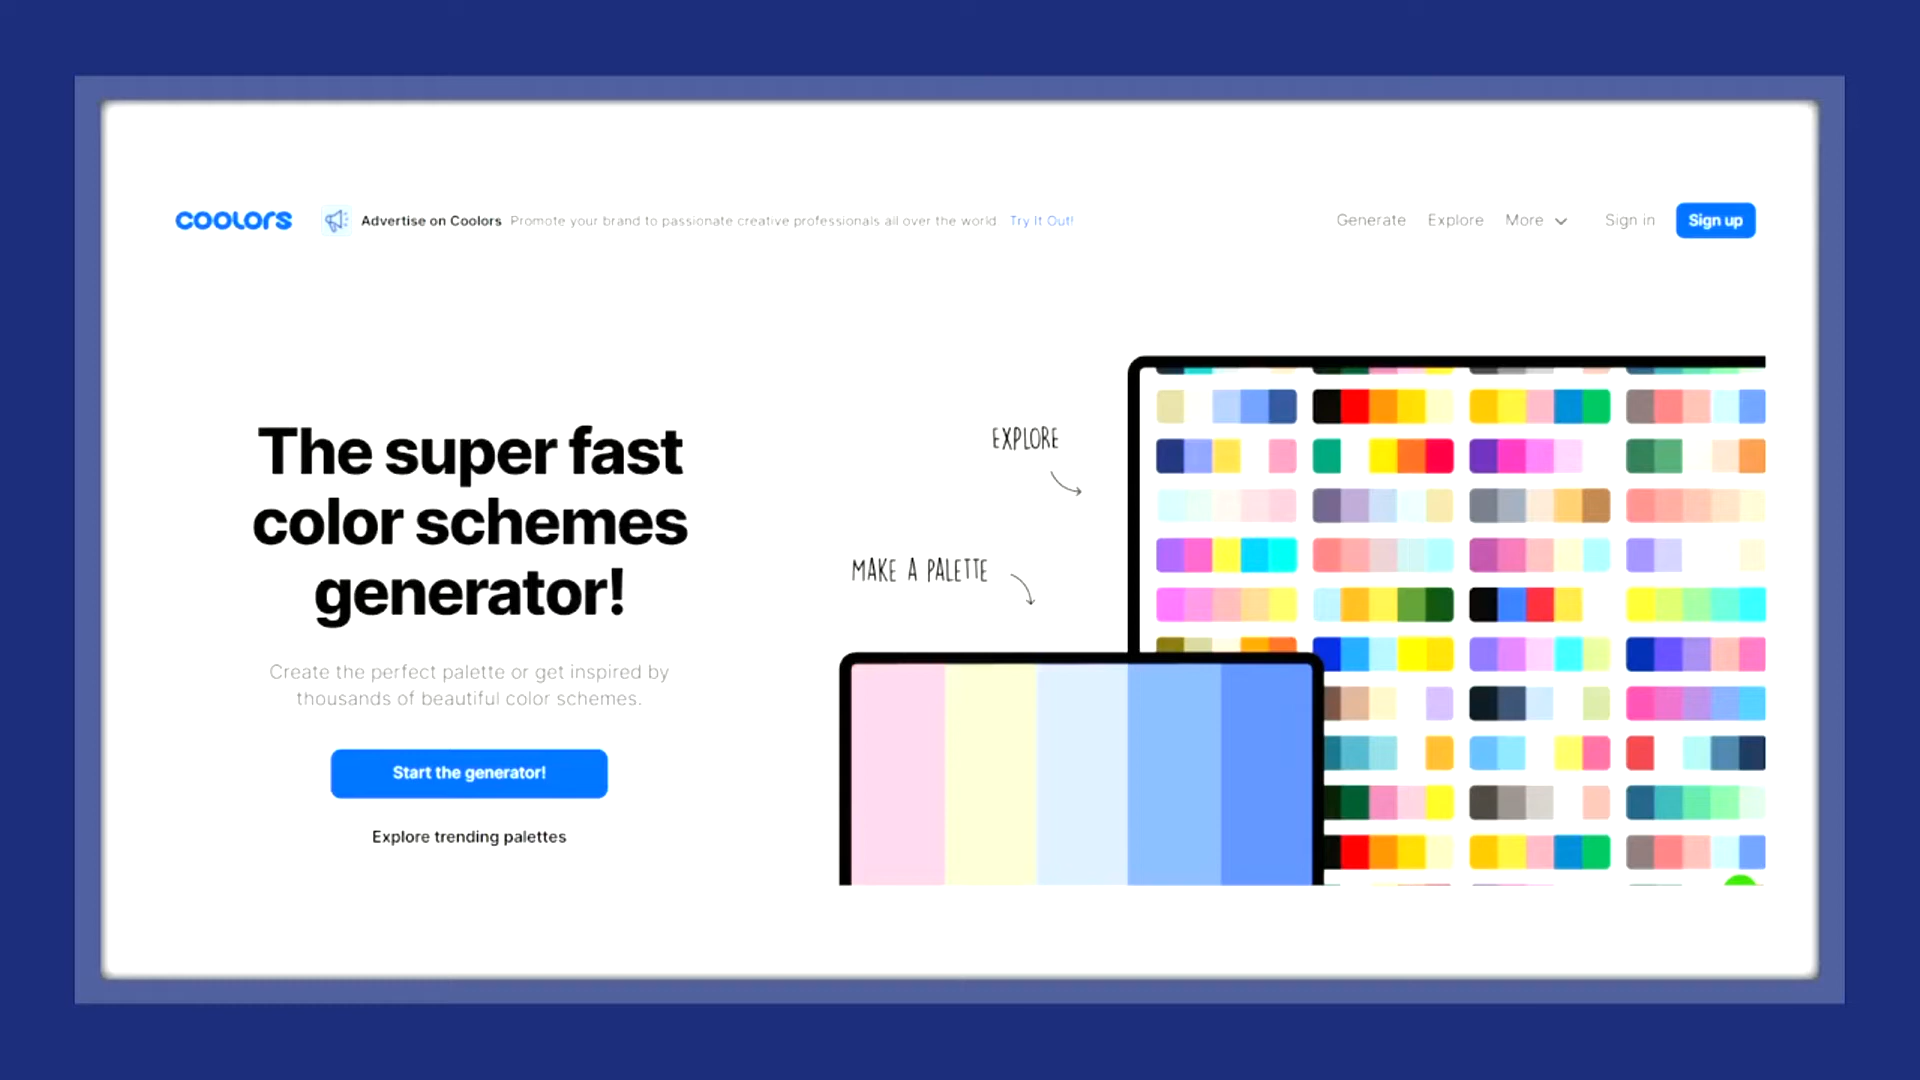 coolors
Advertise on Coolors Promote your brand to passionate creative professionals all over the world Try It Out!
Generate Explore More Sign in Sign up
The super fast
color schemes
generator!
Create the perfect palette or get inspired by
thousands of beautiful color schemes.
Start the generator!
Explore trending palettes
EXPLORE
MAKE A PALETTE